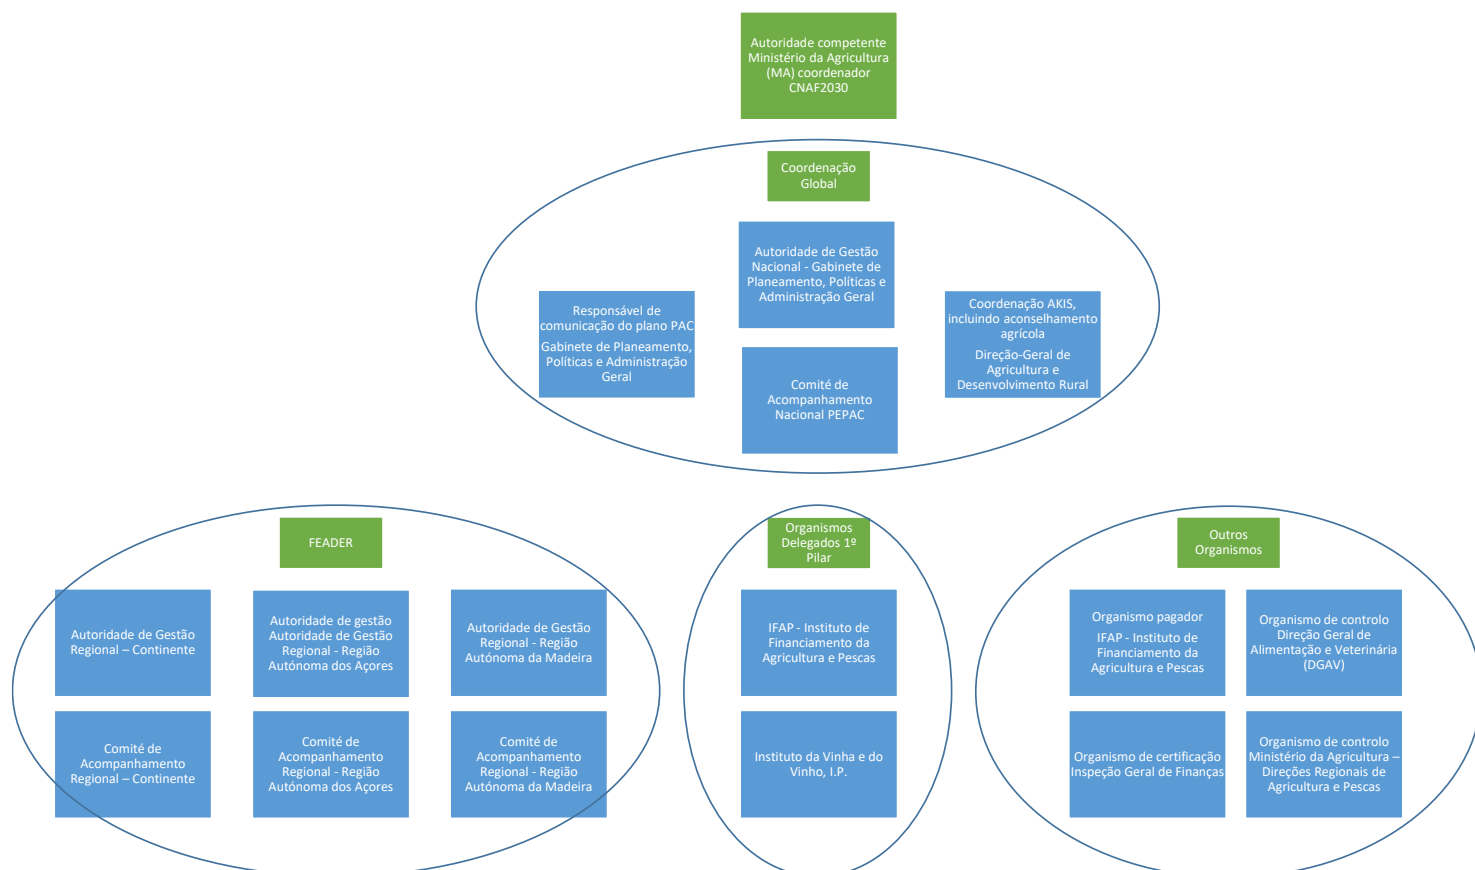 Autoridade competente
Ministério da Agricultura
(MA) coordenador
CNAF2030
Coordenação
Global
Autoridade de Gestão
Nacional - Gabinete de
Planeamento, Políticas e
Administração Geral
Responsável de
comunicação do plano PAC
Gabinete de Planeamento,
Políticas e Administração
Geral
Coordenação AKIS,
incluindo aconselhamento
agrícola
Direção-Geral de
Agricultura e
Desenvolvimento Rural
Comité de
Acompanhamento
Nacional PEPAC
FEADER
Autoridade de Gestão
Regional – Continente
Autoridade de gestão
Autoridade de Gestão
Regional - Região
Autónoma dos Açores
Autoridade de Gestão
Regional - Região
Autónoma da Madeira
Comité de
Acompanhamento
Regional – Continente
Comité de
Acompanhamento
Regional - Região
Autónoma dos Açores
Comité de
Acompanhamento
Regional - Região
Autónoma da Madeira
Organismos
Delegados 1º
Pilar
IFAP - Instituto de
Financiamento da
Agricultura e Pescas
Instituto da Vinha e do
Vinho, I.P.
Outros
Organismos
Organismo pagador
IFAP - Instituto de
Financiamento da
Agricultura e Pescas
Organismo de controlo
Direção Geral de
Alimentação e Veterinária
(DGAV)
Organismo de certificação
Inspeção Geral de Finanças
Organismo de controlo
Ministério da Agricultura –
Direções Regionais de
Agricultura e Pescas